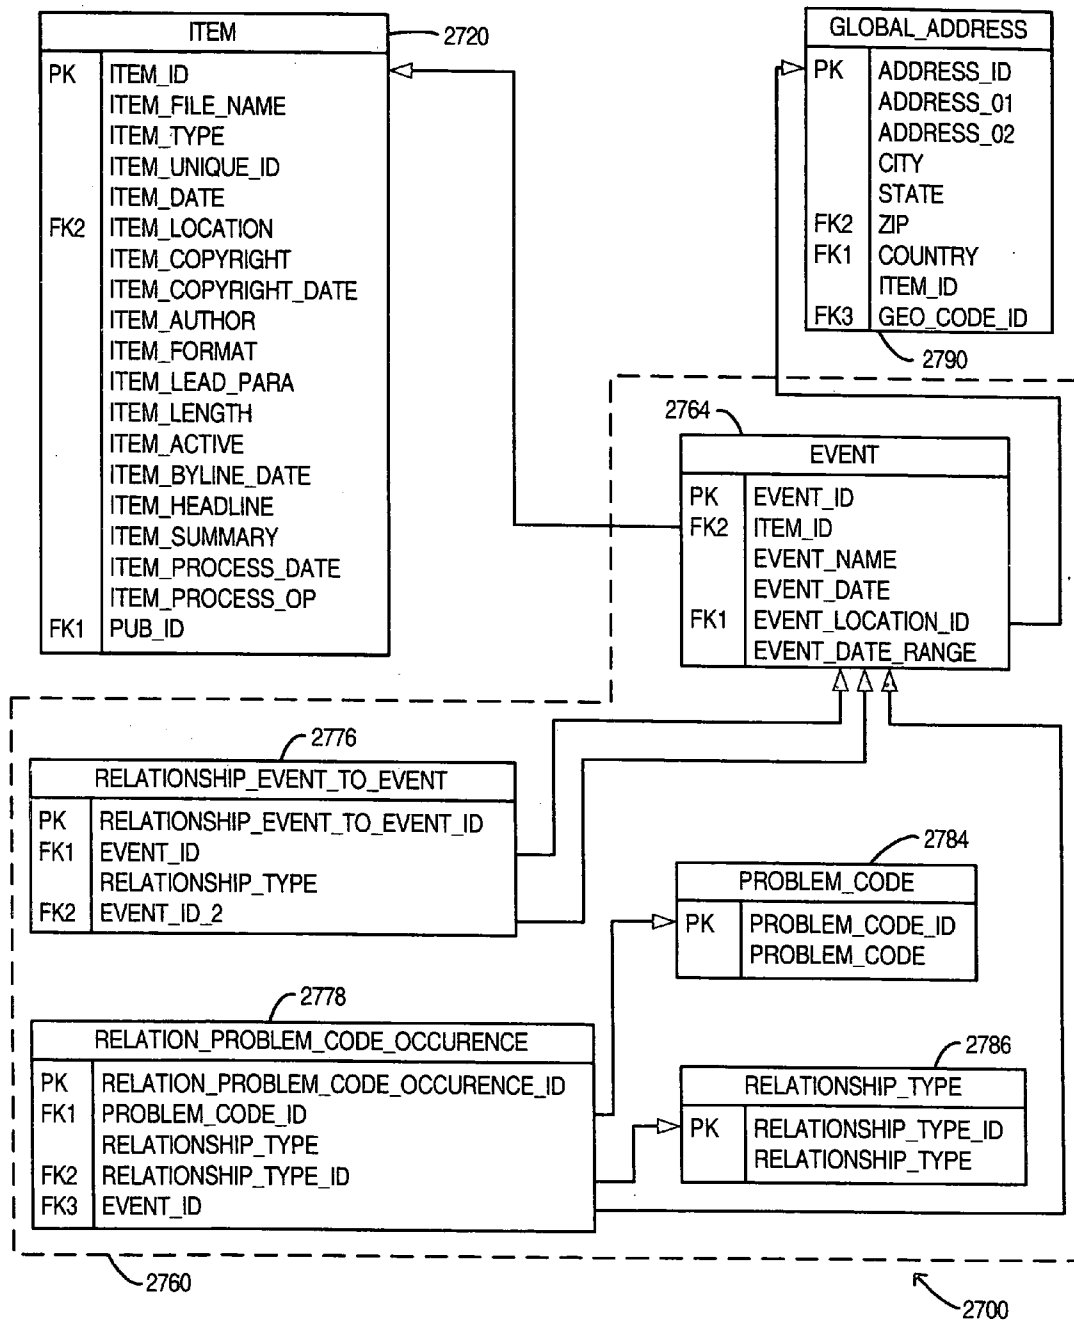 ITEM
2720
PK ITEM_ID
ITEM_FILE_NAME
ITEM_TYPE
ITEM_UNIQUE_ID
ITEM_DATE
FK2 ITEM_LOCATION
ITEM_COPYRIGHT
ITEM_COPYRIGHT_DATE
ITEM_AUTHOR
ITEM_FORMAT
ITEM_LEAD_PARA
ITEM_LENGTH
ITEM_ACTIVE
ITEM_BYLINE_DATE
ITEM_HEADLINE
ITEM_SUMMARY
ITEM_PROCESS_DATE
ITEM_PROCESS_OP
FK1 PUB_ID
GLOBAL_ADDRESS
PK ADDRESS_ID
ADDRESS_01
ADDRESS_02
CITY
STATE
FK2 ZIP
FK1 COUNTRY
ITEM_ID
FK3 GEO_CODE_ID
2790
2764
EVENT
PK EVENT_ID
FK2 ITEM_ID
EVENT_NAME
EVENT_DATE
FK1 EVENT_LOCATION_ID
EVENT_DATE_RANGE
2776
RELATIONSHIP_EVENT_TO_EVENT
PK RELATIONSHIP_EVENT_TO_EVENT_ID
FK1 EVENT_ID
RELATIONSHIP_TYPE
FK2 EVENT_ID_2
2784
PROBLEM_CODE
PK PROBLEM_CODE_ID
PROBLEM_CODE
2778
RELATION_PROBLEM_CODE_OCCURENCE
PK RELATION_PROBLEM_CODE_OCCURENCE_ID
FK1 PROBLEM_CODE_ID
RELATIONSHIP_TYPE
FK2 RELATIONSHIP_TYPE_ID
FK3 EVENT_ID
2786
RELATIONSHIP_TYPE
PK RELATIONSHIP_TYPE_ID
RELATIONSHIP_TYPE
2760
2700